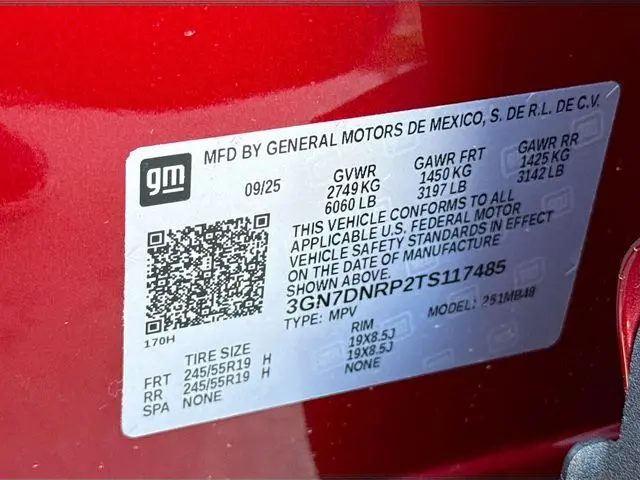 gm
MFD BY GENERAL MOTORS DE MEXICO, S. DE R.L. DE C.V.
09/25
GVWR
2749 KG
6060 LB
GAWR FRT
1450 KG
3197 LB
GAWR RR
1425 KG
3142 LB
THIS VEHICLE CONFORMS TO ALL
APPLICABLE U.S. FEDERAL MOTOR
VEHICLE SAFETY STANDARDS IN EFFECT
ON THE DATE OF MANUFACTURE
SHOWN ABOVE.
3GN7DNRP2TS117485
TYPE: MPV MODEL: 251MB48
170H
TIRE SIZE RIM
FRT 245/55R19 H 19X8.5J
RR 245/55R19 H 19X8.5J
SPA NONE NONE